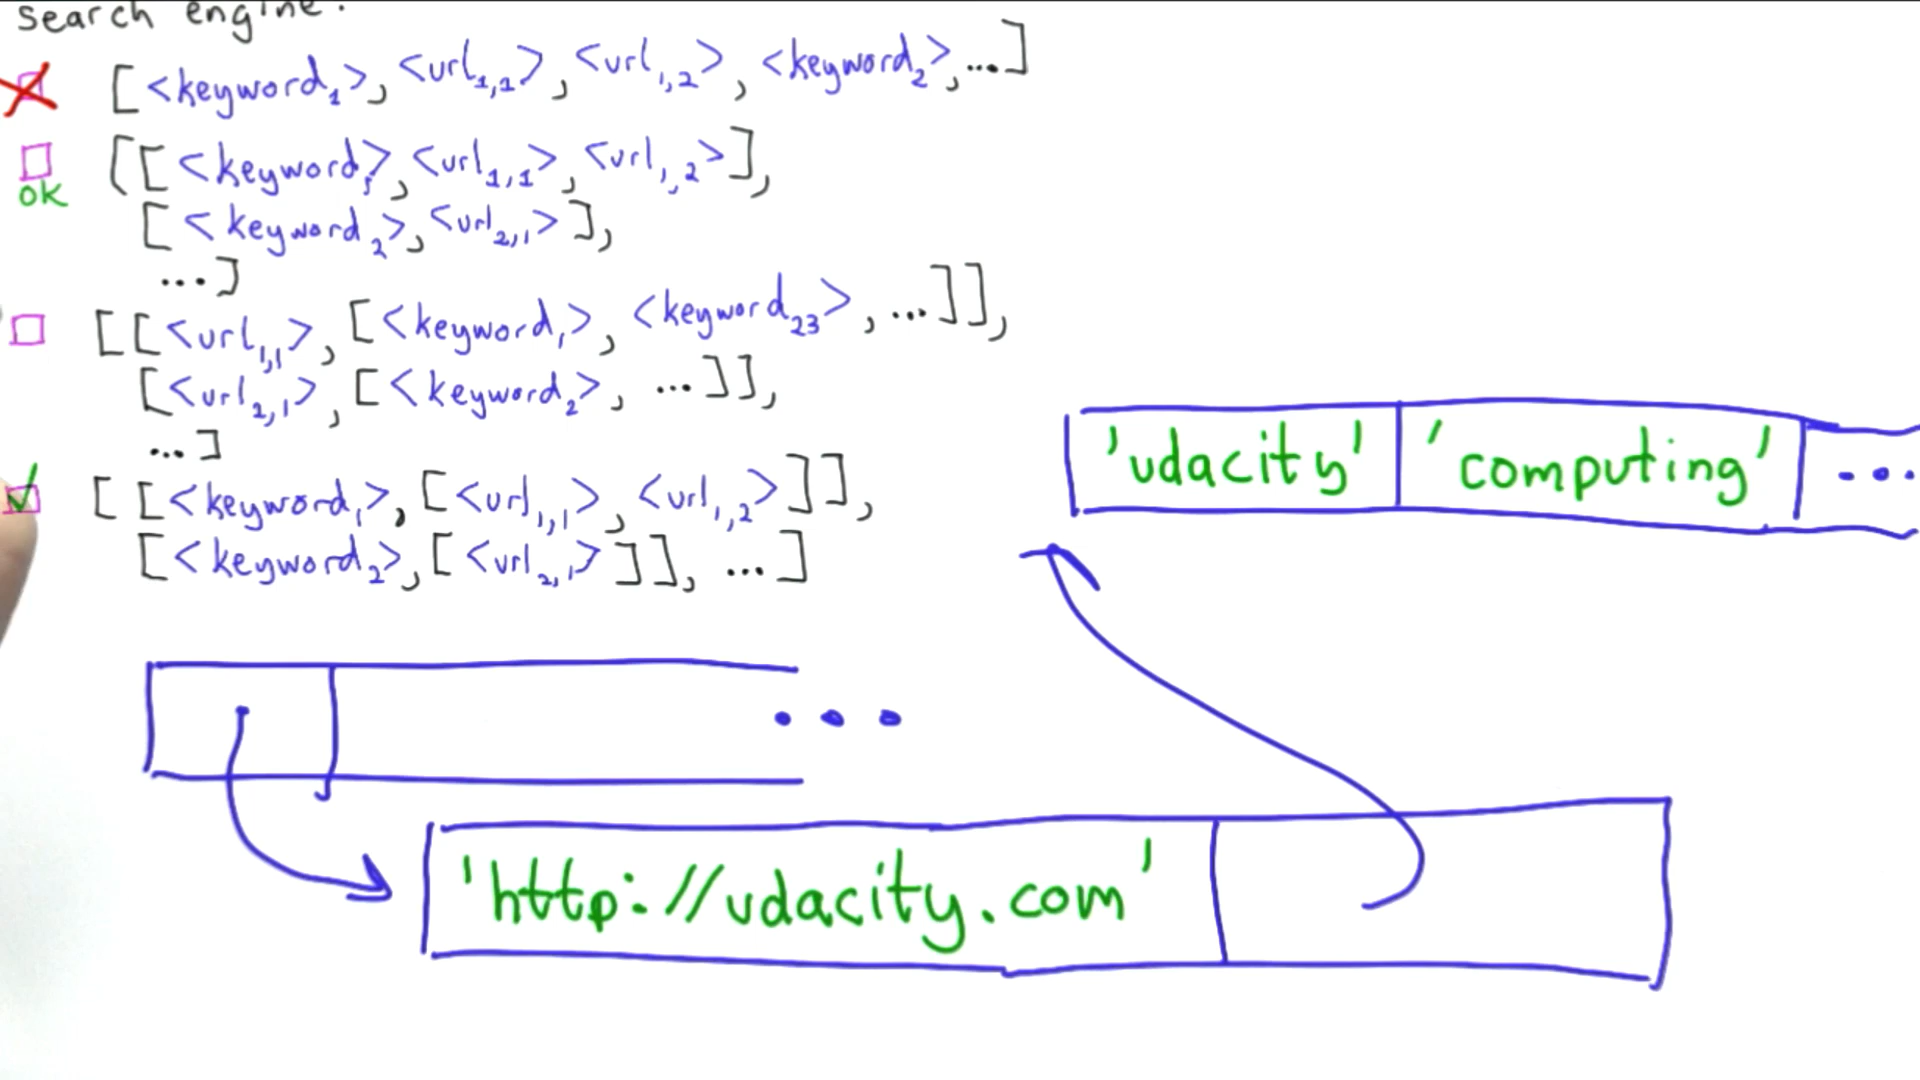 search engine.
[<keyword₁>, <url₁,₁>, <url₁,₂>, <keyword₂>, ...]
[[<keyword₁>, <url₁,₁>, <url₁,₂>],
ok
[<keyword₂>, <url₂,₁>],
...]
[[<url₁,₁>, [<keyword₁>, <keyword₂₃>, ...]],
[<url₂,₁>, [<keyword₂>, ...]],
...]
[[<keyword₁>, [<url₁,₁>, <url₁,₂>]],
[<keyword₂>, [<url₂,₁>]], ...]
'udacity' 'computing' ...
...
'http://udacity.com'